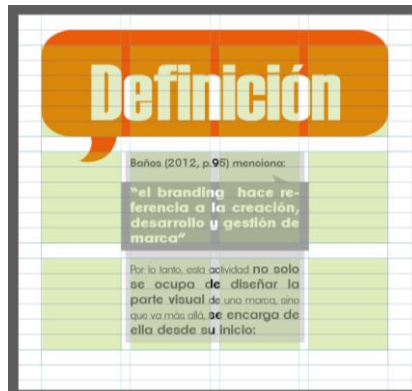 Definición
Baños (2012, p.95) menciona:
“el branding hace re-
ferencia a la creación,
desarrollo y gestión de
marca”
Por lo tanto, esta actividad no solo
se ocupa de diseñar la
parte visual de una marca, sino
que va más allá, se encarga de
ella desde su inicio: